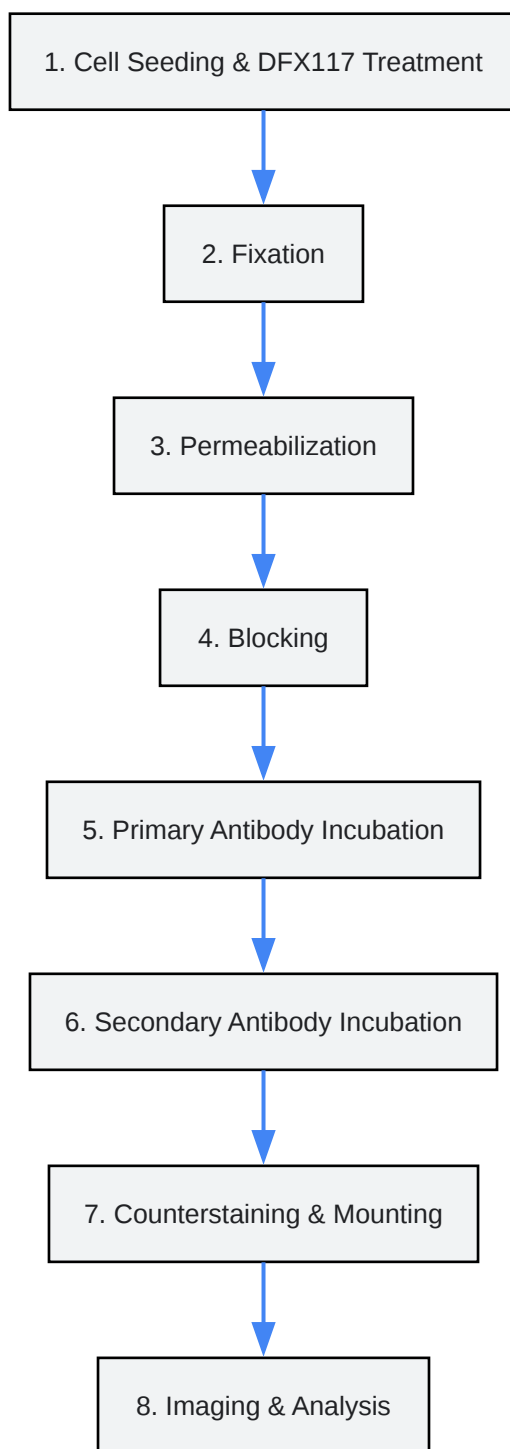 1. Cell Seeding & DFX117 Treatment
2. Fixation
3. Permeabilization
4. Blocking
5. Primary Antibody Incubation
6. Secondary Antibody Incubation
7. Counterstaining & Mounting
8. Imaging & Analysis